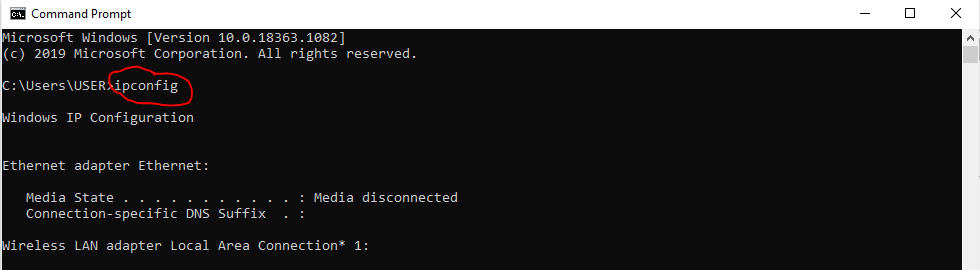 Command Prompt
Microsoft Windows [Version 10.0.18363.1082]
(c) 2019 Microsoft Corporation. All rights reserved.
C:\Users\USER>ipconfig
Windows IP Configuration
Ethernet adapter Ethernet:
Media State . . . . . . . . . . . : Media disconnected
Connection-specific DNS Suffix  . :
Wireless LAN adapter Local Area Connection* 1: